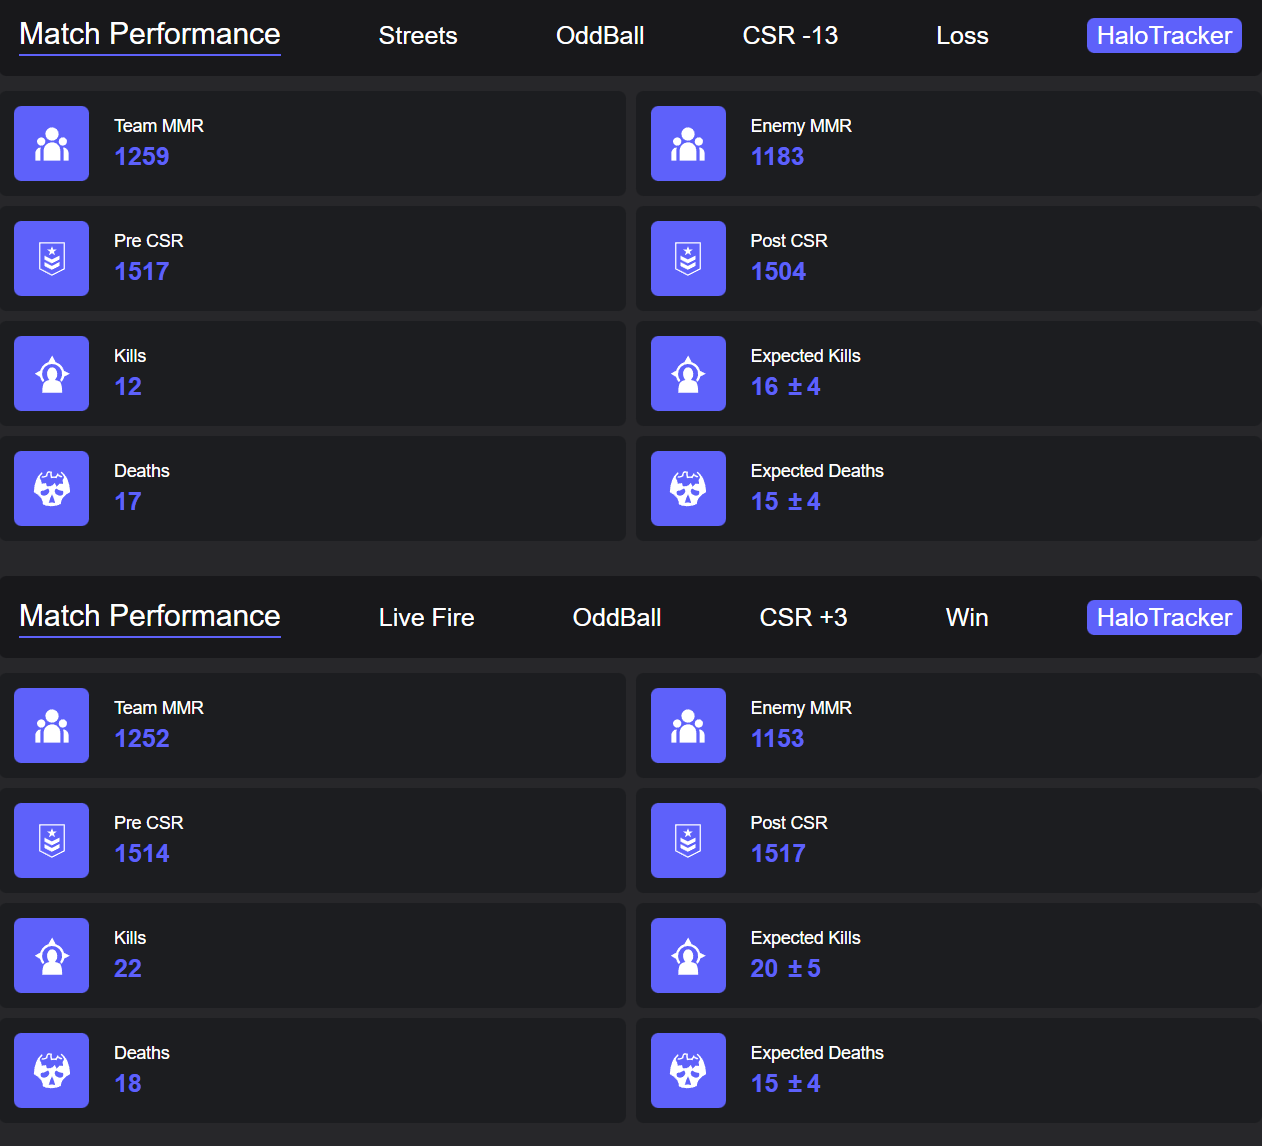 Match Performance Streets OddBall CSR -13 Loss HaloTracker
Team MMR
1259
Enemy MMR
1183
Pre CSR
1517
Post CSR
1504
Kills
12
Expected Kills
16 ±4
Deaths
17
Expected Deaths
15 ±4
Match Performance Live Fire OddBall CSR +3 Win HaloTracker
Team MMR
1252
Enemy MMR
1153
Pre CSR
1514
Post CSR
1517
Kills
22
Expected Kills
20 ±5
Deaths
18
Expected Deaths
15 ±4